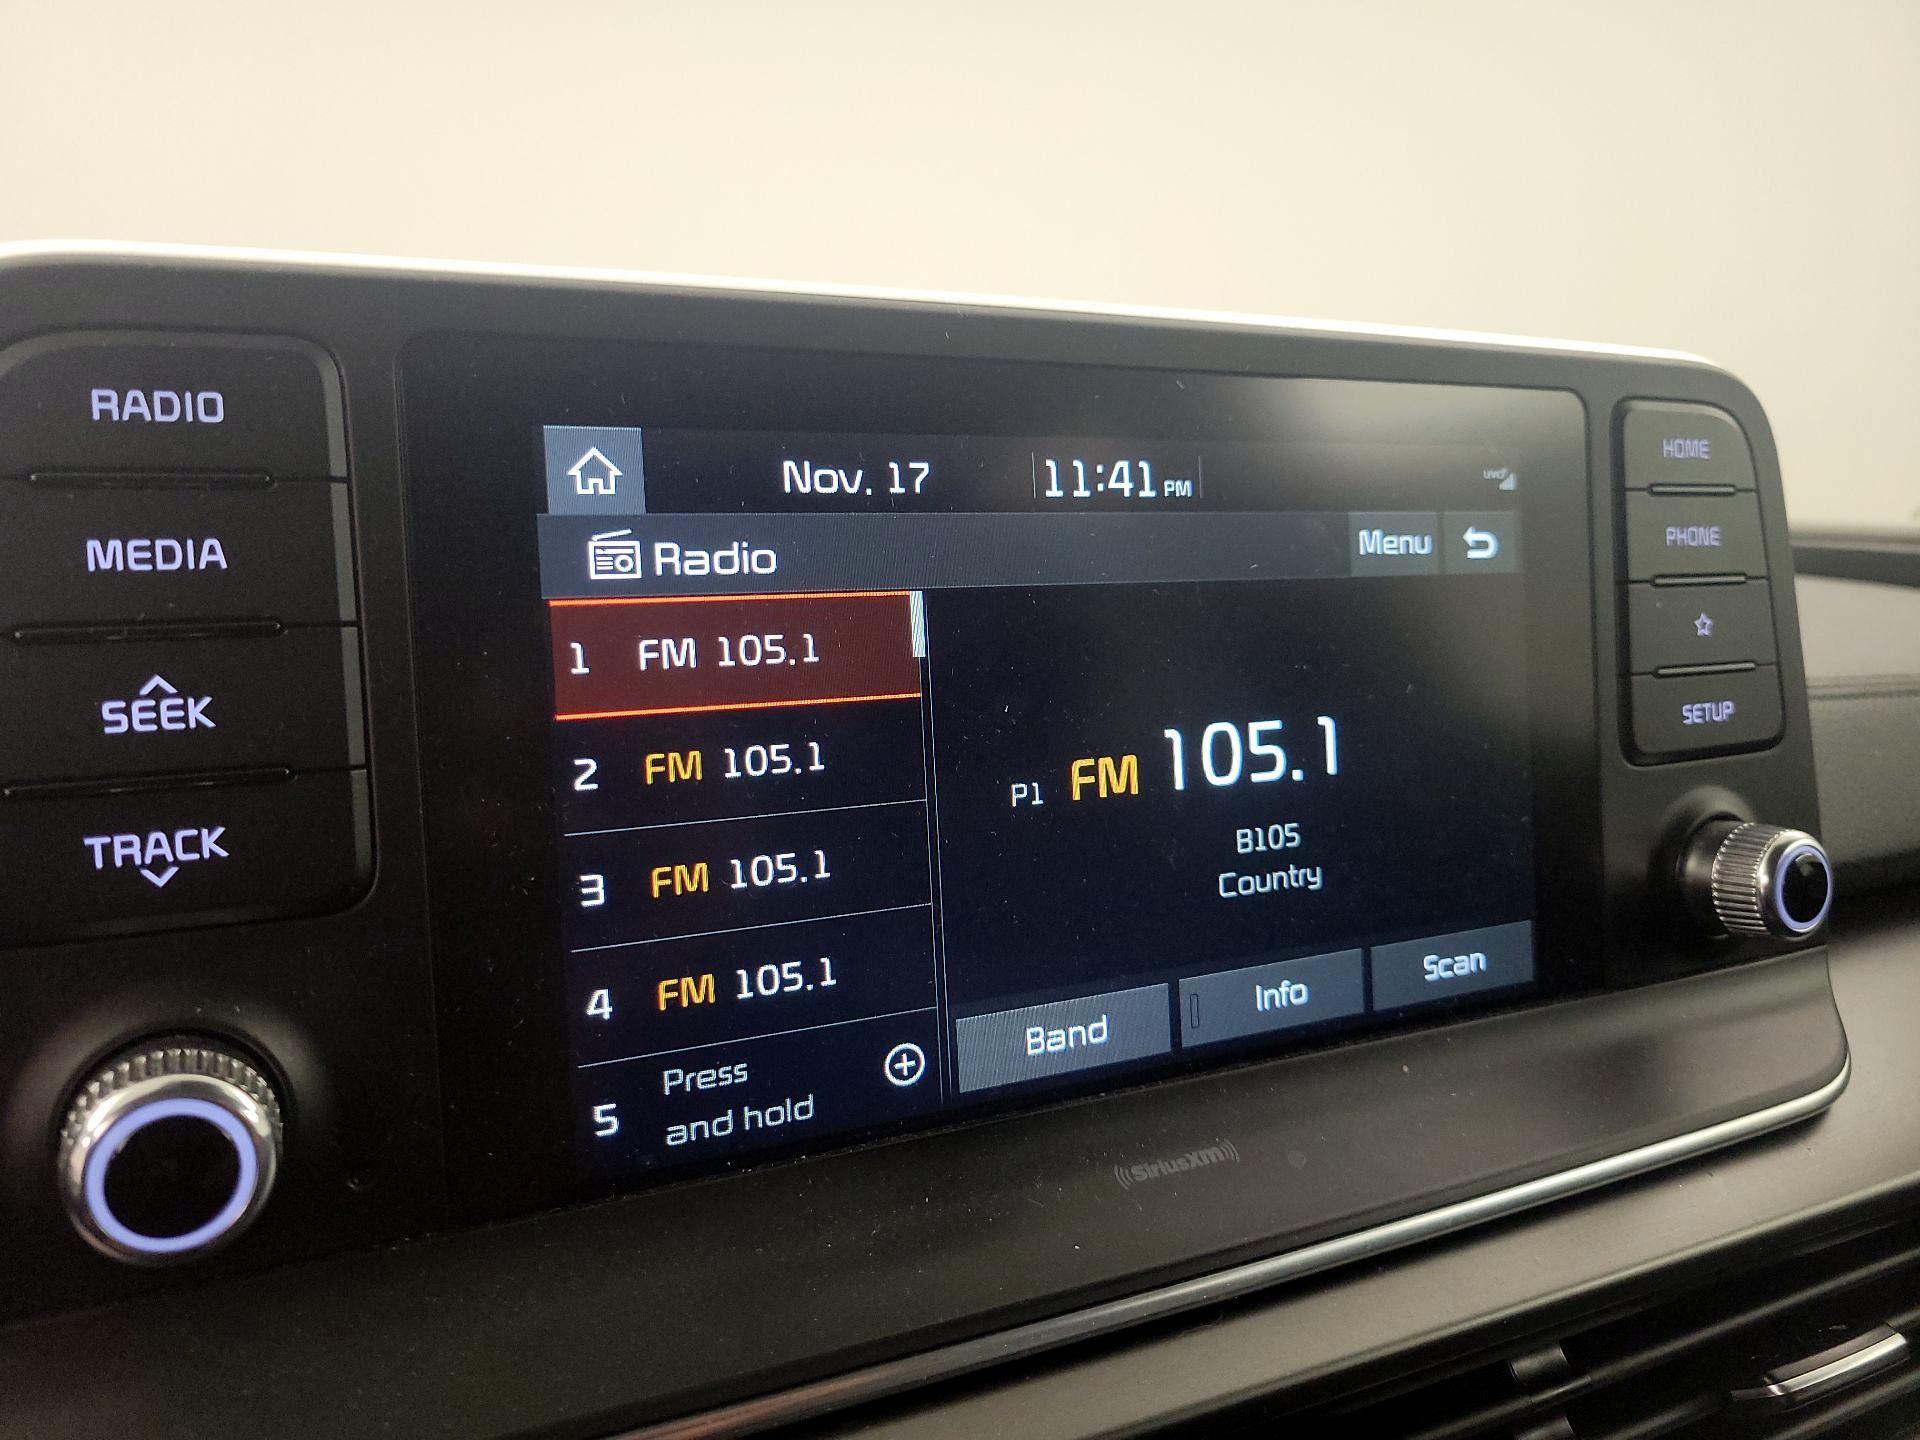 RADIO
MEDIA
SEEK
TRACK
Nov. 17
11:41 PM
Radio
Menu
1 FM 105.1
2 FM 105.1
3 FM 105.1
4 FM 105.1
5 Press
and hold
P1 FM 105.1
B105
Country
Band
Info
Scan
HOME
PHONE
SETUP
SiriusXM